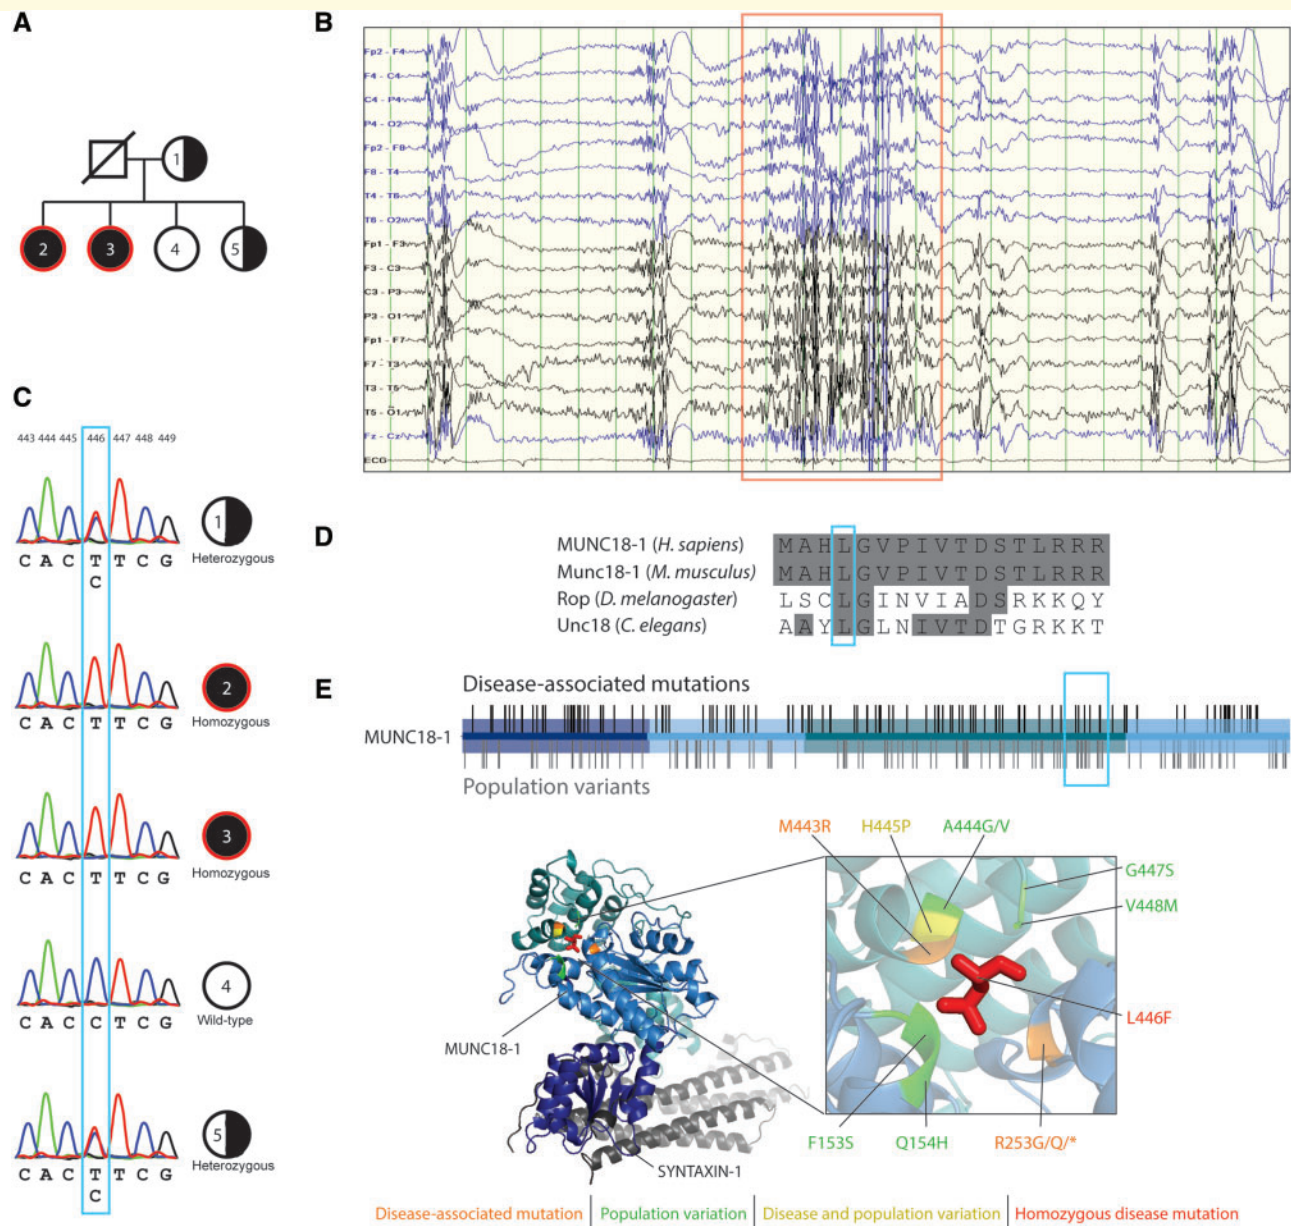 A
1
2
3
4
5
B
Fp2 - F4
F4 - C4
C4 - P4
P4 - O2
Fp2 - F8
F8 - T4
T4 - T6
T6 - O2
Fp1 - F3
F3 - C3
C3 - P3
P3 - O1
Fp1 - F7
F7 - T3
T3 - T5
T5 - O1
Fz - Cz
ECG
C
443 444 445 446 447 448 449
C A C T T C G
C
1
Heterozygous
C A C T T C G
2
Homozygous
C A C T T C G
3
Homozygous
C A C C T C G
4
Wild-type
C A C T T C G
C
5
Heterozygous
D
MUNC18-1 (H. sapiens) M A H L G V P I V T D S T L R R R
Munc18-1 (M. musculus) M A H L G V P I V T D S T L R R R
Rop (D. melanogaster) L S C L G I N V I A D S R K K Q Y
Unc18 (C. elegans) A A Y L G L N I V T D T G R K K T
E
Disease-associated mutations
MUNC18-1
Population variants
M443R H445P A444G/V
G447S
V448M
L446F
F153S Q154H R253G/Q/*
MUNC18-1
SYNTAXIN-1
Disease-associated mutation | Population variation | Disease and population variation | Homozygous disease mutation